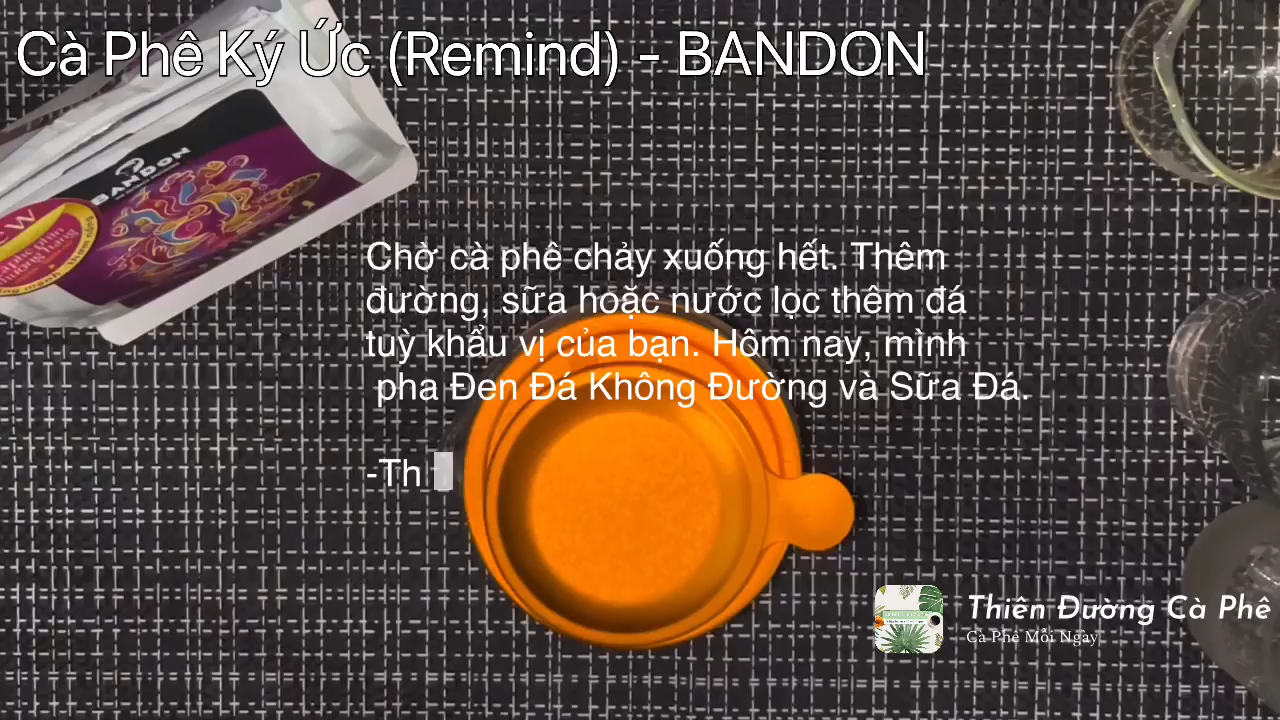 Cà Phê Ký Ức (Remind) - BANDON
BANDON
Chờ cà phê chảy xuống hết. Thêm
đường, sữa hoặc nước lọc thêm đá
tuỳ khẩu vị của bạn. Hôm nay, mình
pha Đen Đá Không Đường và Sữa Đá.
-Th
Thiên Đường Cà Phê
Cà Phê Mỗi Ngày